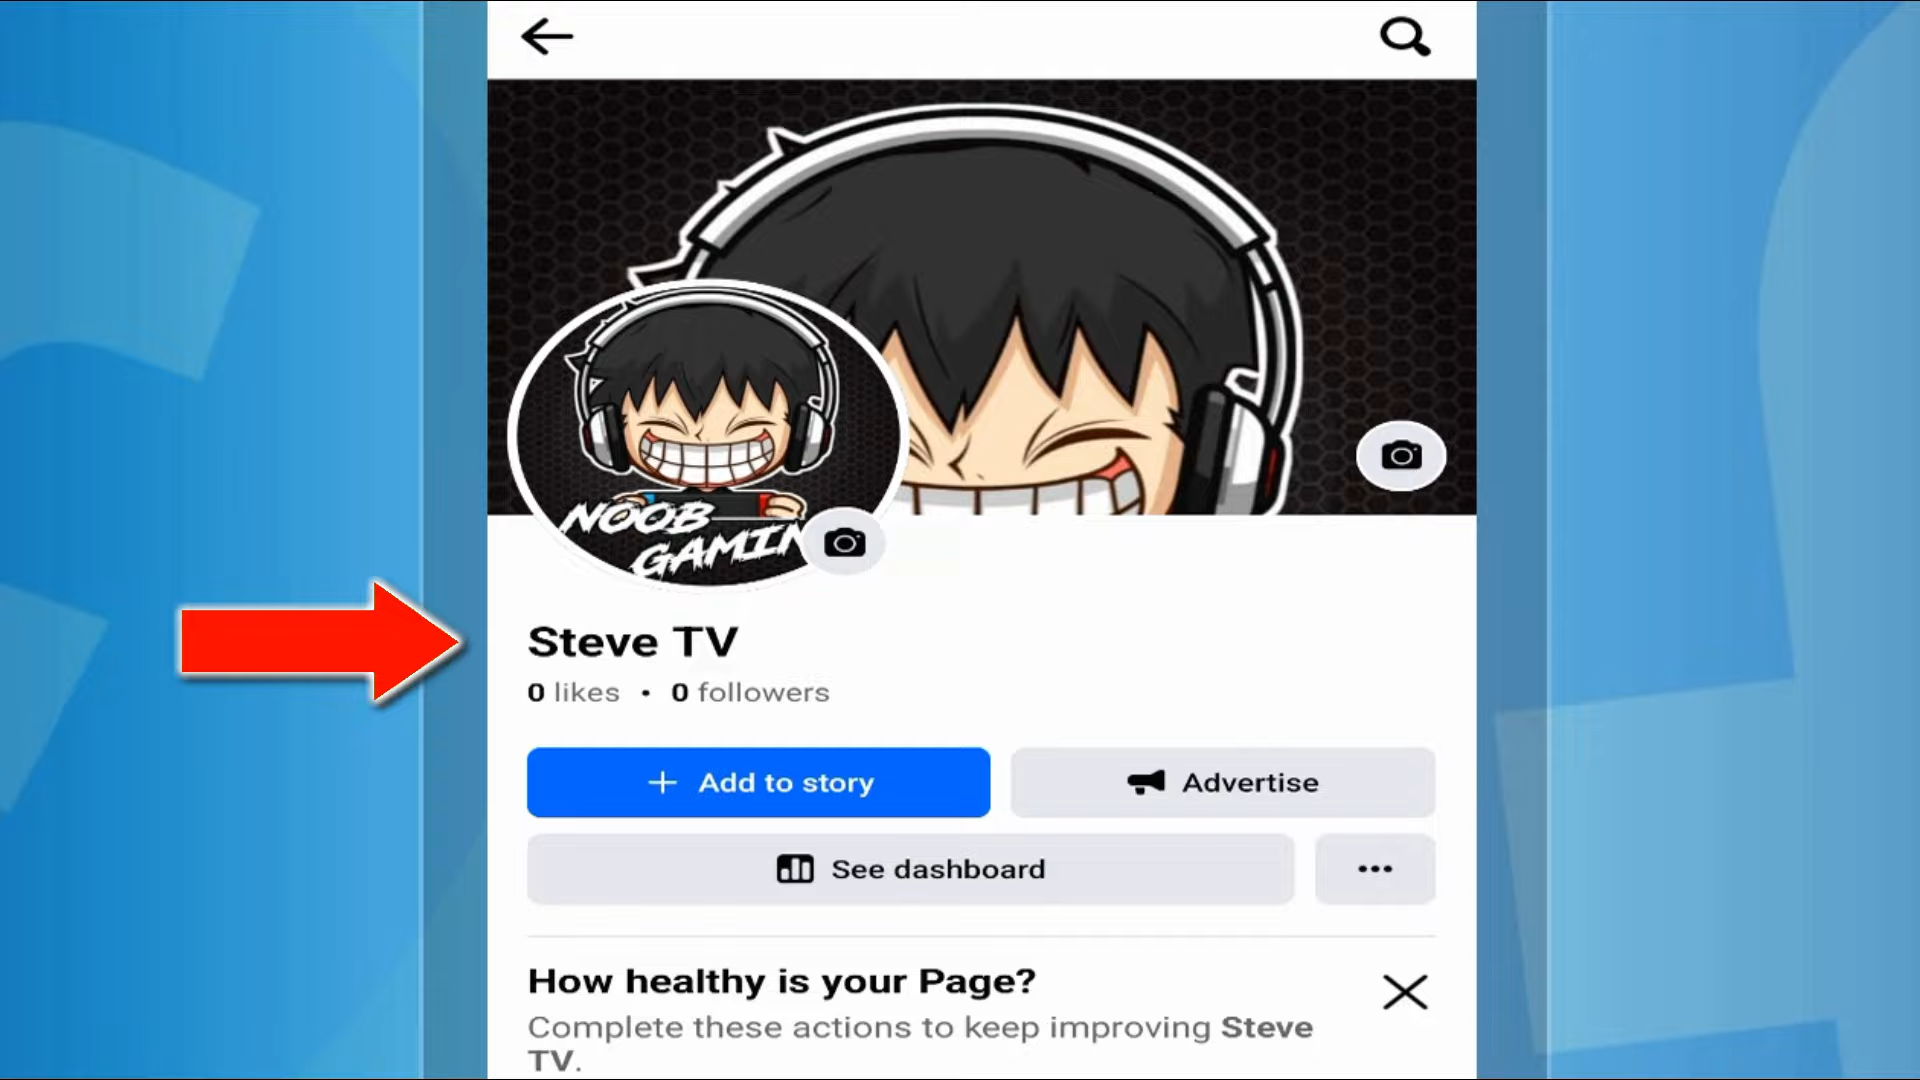 NOOB
GAMIN
Steve TV
0 likes • 0 followers
+ Add to story
Advertise
See dashboard
How healthy is your Page?
Complete these actions to keep improving Steve
TV.